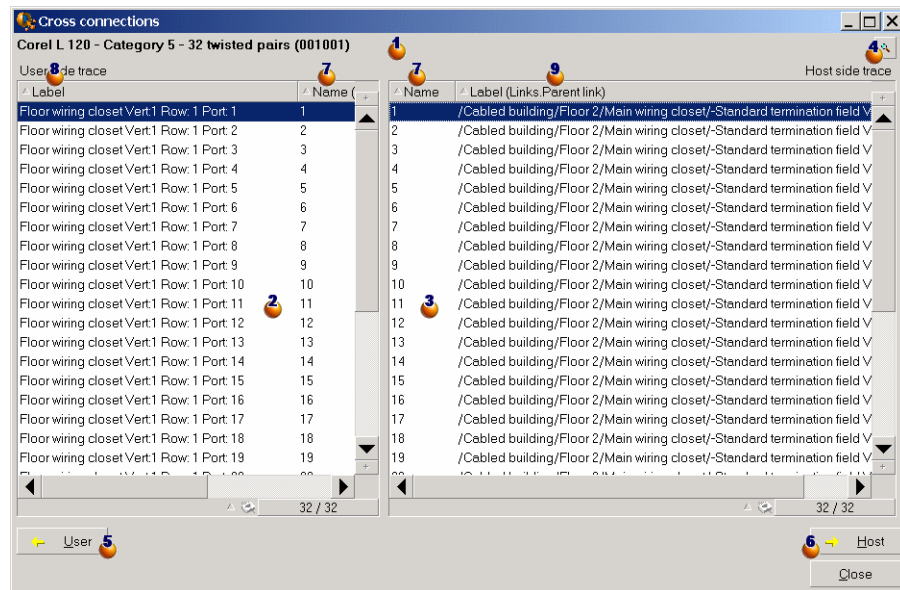 Cross connections
Corel L 120 - Category 5 - 32 twisted pairs (001001)
1
4
User side trace
8
7
7
9
Host side trace
Label
Name (
Name
Label (Links.Parent link)
Floor wiring closet Vert:1 Row: 1 Port: 1
1
1
/Cabled building/Floor 2/Main wiring closet/-Standard termination field V
Floor wiring closet Vert:1 Row: 1 Port: 2
2
2
/Cabled building/Floor 2/Main wiring closet/-Standard termination field V
Floor wiring closet Vert:1 Row: 1 Port: 3
3
3
/Cabled building/Floor 2/Main wiring closet/-Standard termination field V
Floor wiring closet Vert:1 Row: 1 Port: 4
4
4
/Cabled building/Floor 2/Main wiring closet/-Standard termination field V
Floor wiring closet Vert:1 Row: 1 Port: 5
5
5
/Cabled building/Floor 2/Main wiring closet/-Standard termination field V
Floor wiring closet Vert:1 Row: 1 Port: 6
6
6
/Cabled building/Floor 2/Main wiring closet/-Standard termination field V
Floor wiring closet Vert:1 Row: 1 Port: 7
7
7
/Cabled building/Floor 2/Main wiring closet/-Standard termination field V
Floor wiring closet Vert:1 Row: 1 Port: 8
8
8
/Cabled building/Floor 2/Main wiring closet/-Standard termination field V
Floor wiring closet Vert:1 Row: 1 Port: 9
9
9
/Cabled building/Floor 2/Main wiring closet/-Standard termination field V
Floor wiring closet Vert:1 Row: 1 Port: 10
10
10
/Cabled building/Floor 2/Main wiring closet/-Standard termination field V
Floor wiring closet Vert:1 Row: 1 Port: 11
2
11
11
3
/Cabled building/Floor 2/Main wiring closet/-Standard termination field V
Floor wiring closet Vert:1 Row: 1 Port: 12
12
12
/Cabled building/Floor 2/Main wiring closet/-Standard termination field V
Floor wiring closet Vert:1 Row: 1 Port: 13
13
13
/Cabled building/Floor 2/Main wiring closet/-Standard termination field V
Floor wiring closet Vert:1 Row: 1 Port: 14
14
14
/Cabled building/Floor 2/Main wiring closet/-Standard termination field V
Floor wiring closet Vert:1 Row: 1 Port: 15
15
15
/Cabled building/Floor 2/Main wiring closet/-Standard termination field V
Floor wiring closet Vert:1 Row: 1 Port: 16
16
16
/Cabled building/Floor 2/Main wiring closet/-Standard termination field V
Floor wiring closet Vert:1 Row: 1 Port: 17
17
17
/Cabled building/Floor 2/Main wiring closet/-Standard termination field V
Floor wiring closet Vert:1 Row: 1 Port: 18
18
18
/Cabled building/Floor 2/Main wiring closet/-Standard termination field V
Floor wiring closet Vert:1 Row: 1 Port: 19
19
19
/Cabled building/Floor 2/Main wiring closet/-Standard termination field V
32 / 32
32 / 32
User
5
6
Host
Close